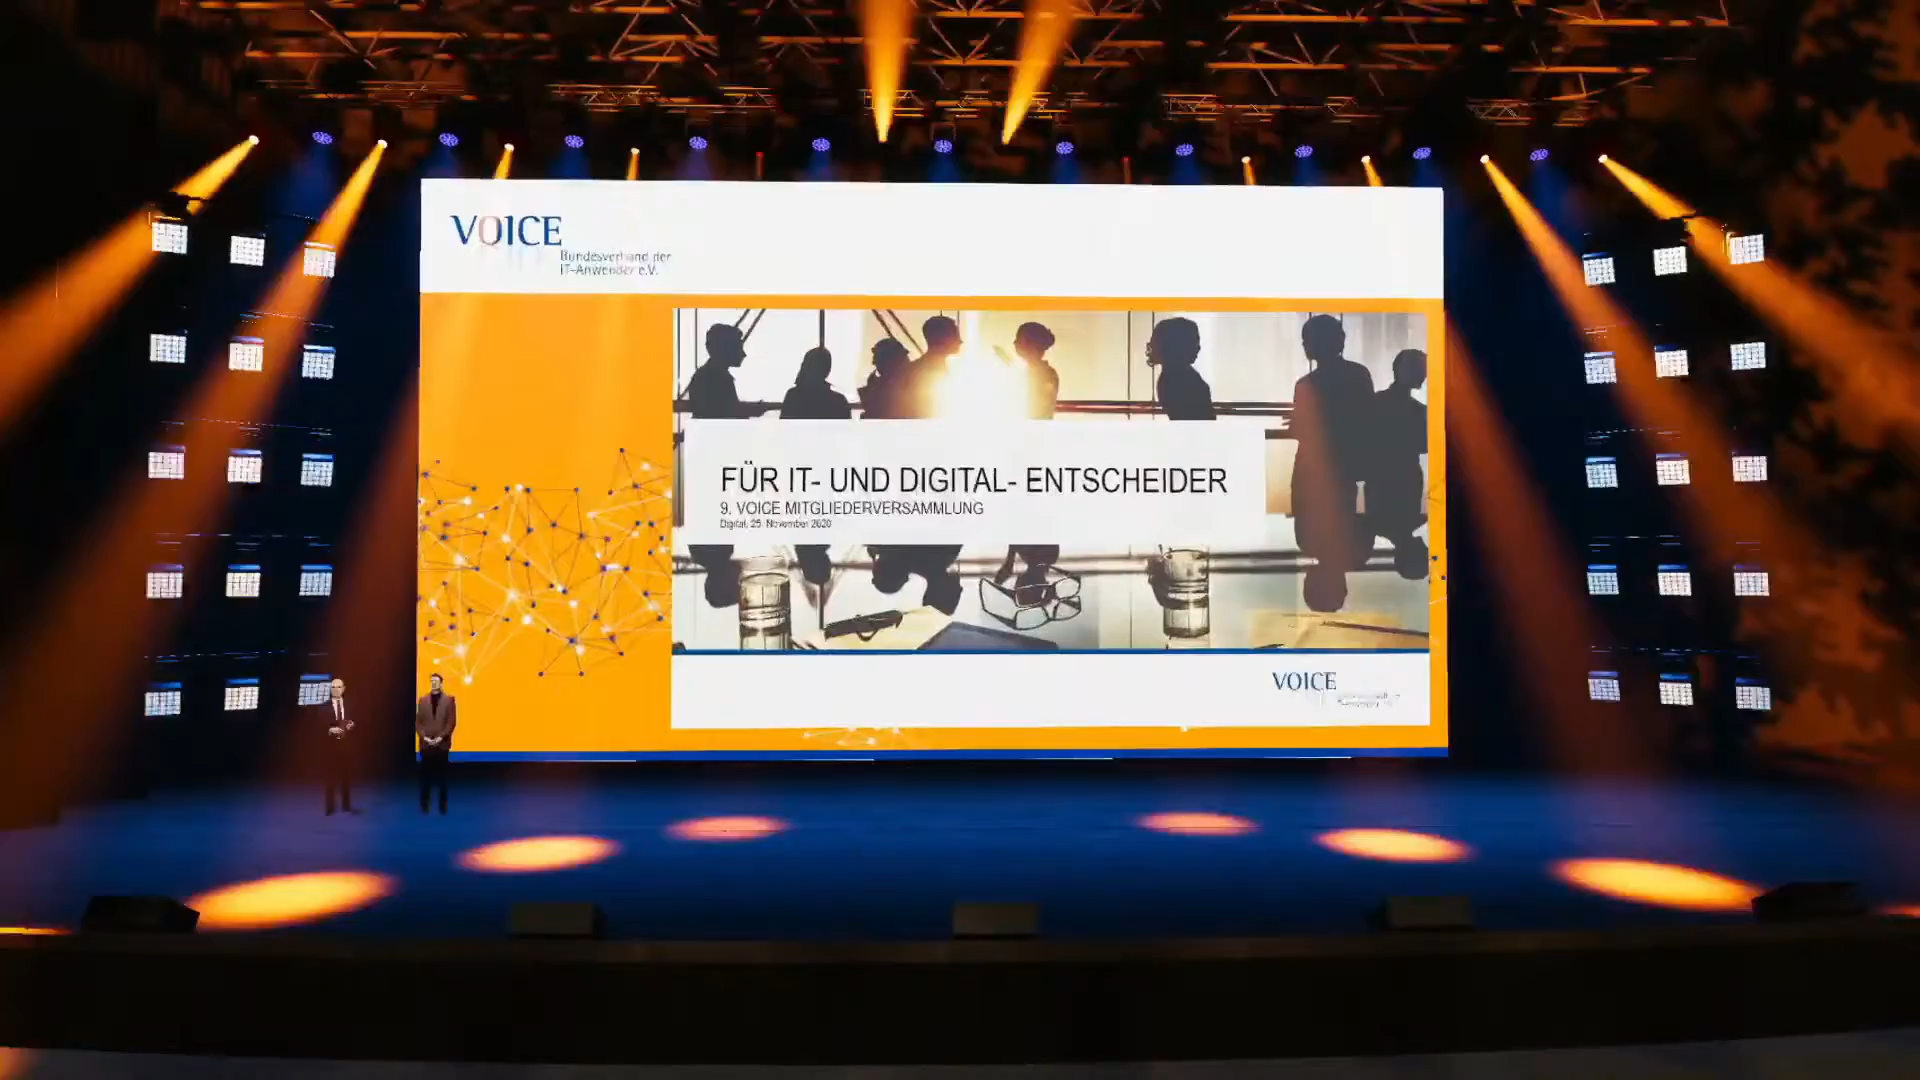 VOICE
Bundesverband der
IT-Anwender e.V.
FÜR IT- UND DIGITAL- ENTSCHEIDER
9. VOICE MITGLIEDERVERSAMMLUNG
Digital, 25. November 2020
VOICE